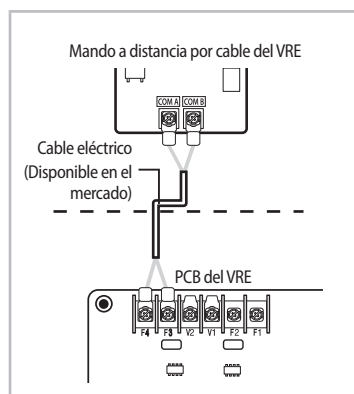 Mando a distancia por cable del VRE
COM A COM B
Cable eléctrico
(Disponible en el
mercado)
PCB del VRE
F4 F3 V2 V1 F2 F1